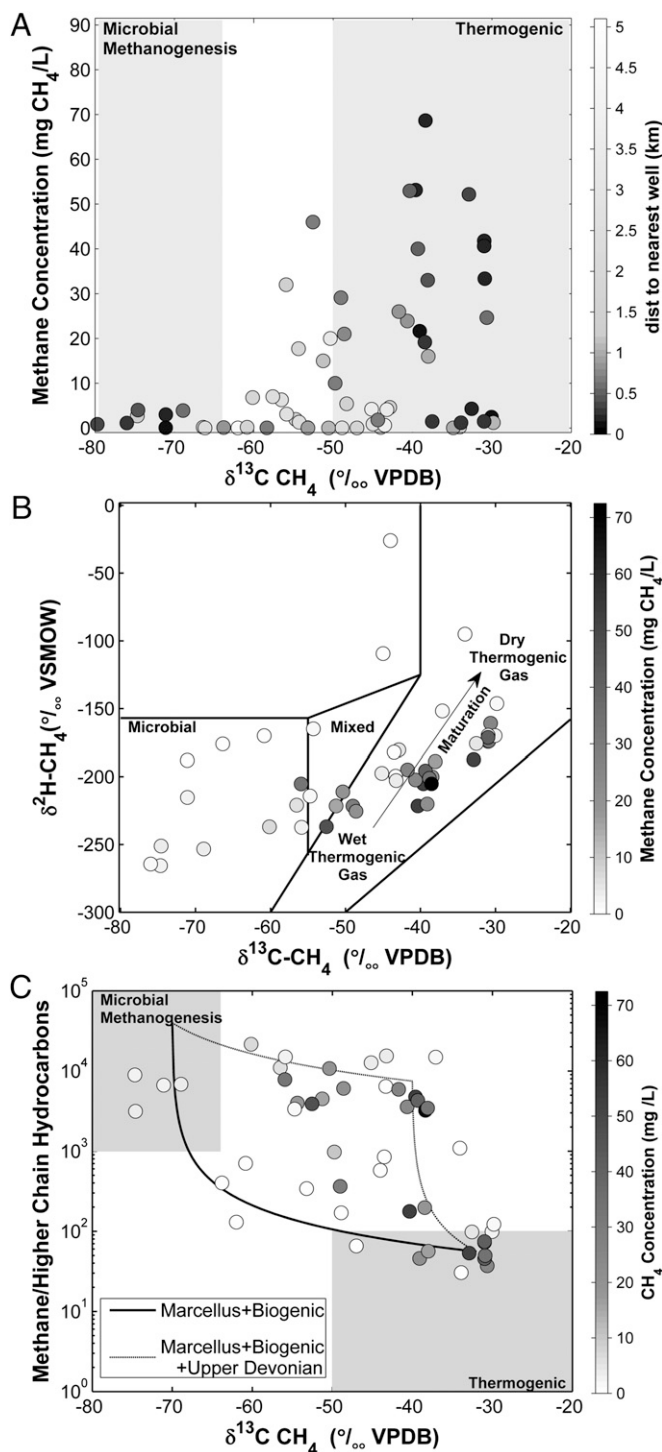 A
Microbial
Methanogenesis
Thermogenic
Methane Concentration (mg CH4/L)
90
80
70
60
50
40
30
20
10
0
-80 -70 -60 -50 -40 -30 -20
δ13C CH4 (o/oo VPDB)
5
4.5
4
3.5
3
2.5
2
1.5
1
0.5
0
dist to nearest well (km)
B
δ2H-CH4(o/oo VSMOW)
0
-50
-100
-150
-200
-250
-300
Microbial
Mixed
Dry
Thermogenic
Gas
Maturation
Wet
Thermogenic
Gas
-80 -70 -60 -50 -40 -30 -20
δ13C-CH4 (o/oo VPDB)
70
60
50
40
30
20
10
0
Methane Concentration (mg CH4/L)
C
Methane/Higher Chain Hydrocarbons
10^5
10^4
10^3
10^2
10^1
10^0
Microbial
Methanogenesis
Marcellus+Biogenic
Marcellus+Biogenic
+Upper Devonian
Thermogenic
-80 -70 -60 -50 -40 -30 -20
δ13C CH4 (o/oo VPDB)
70
60
50
40
30
20
10
0
CH4 Concentration (mg /L)